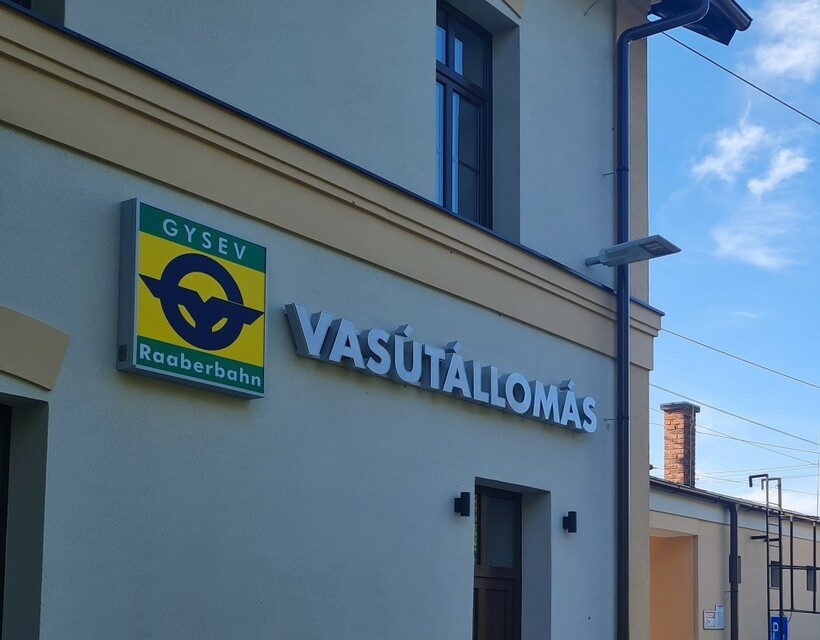 GYSEV
Raaberbahn
VASÚTÁLLOMÁS
P